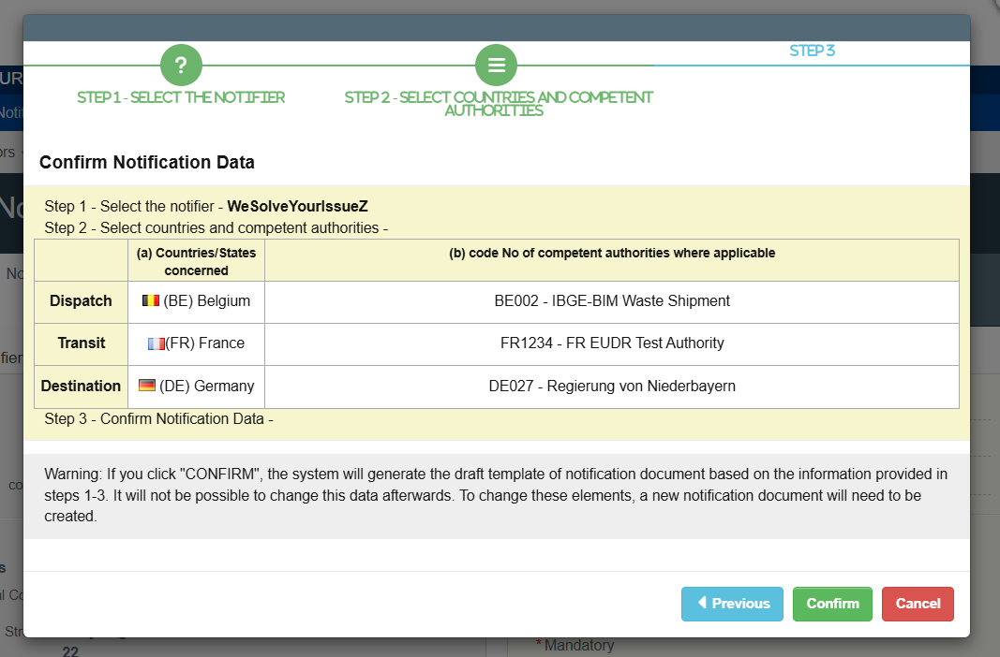 STEP 3
?
STEP 1 - SELECT THE NOTIFIER
STEP 2 - SELECT COUNTRIES AND COMPETENT
AUTHORITIES
Confirm Notification Data
Step 1 - Select the notifier - WeSolveYourIssueZ
Step 2 - Select countries and competent authorities -
(a) Countries/States
concerned
(b) code No of competent authorities where applicable
Dispatch (BE) Belgium BE002 - IBGE-BIM Waste Shipment
Transit (FR) France FR1234 - FR EUDR Test Authority
Destination (DE) Germany DE027 - Regierung von Niederbayern
Step 3 - Confirm Notification Data -
Warning: If you click "CONFIRM", the system will generate the draft template of notification document based on the information provided in
steps 1-3. It will not be possible to change this data afterwards. To change these elements, a new notification document will need to be
created.
Previous Confirm Cancel
22
* Mandatory